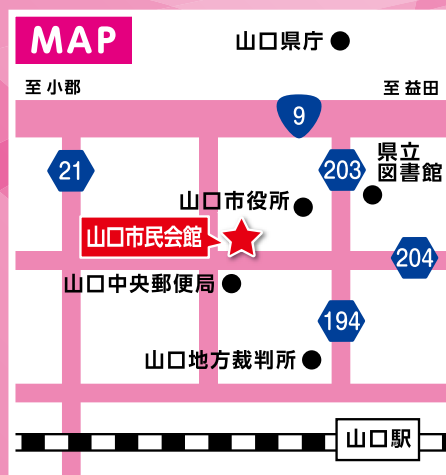 MAP
山口県庁
至 小郡
至 益田
9
21
203
県立
図書館
山口市役所
山口市民会館
204
山口中央郵便局
194
山口地方裁判所
山口駅